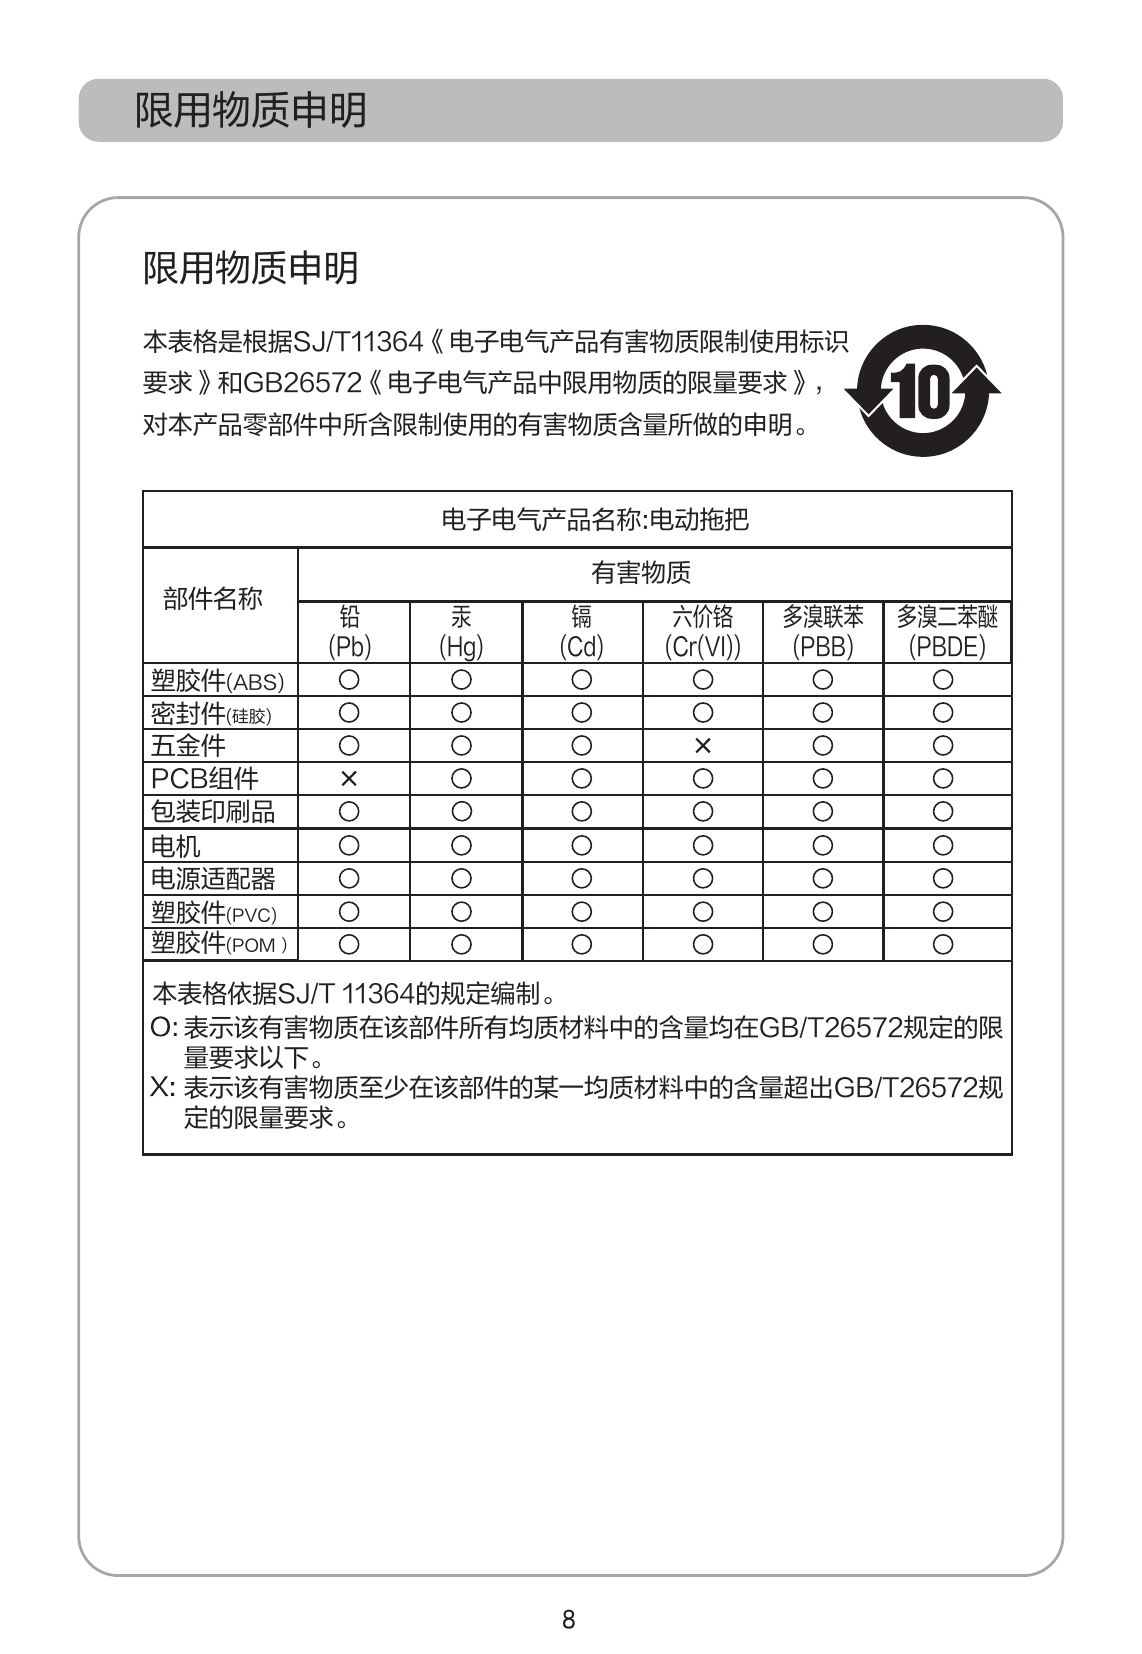 限用物质申明
限用物质申明
本表格是根据SJ/T11364《电子电气产品有害物质限制使用标识
要求》和GB26572《电子电气产品中限用物质的限量要求》，
对本产品零部件中所含限制使用的有害物质含量所做的申明。
10
电子电气产品名称:电动拖把
部件名称 有害物质
铅 汞 镉 六价铬 多溴联苯 多溴二苯醚
(Pb) (Hg) (Cd) (Cr(VI)) (PBB) (PBDE)
塑胶件(ABS) ○ ○ ○ ○ ○ ○
密封件(硅胶) ○ ○ ○ ○ ○ ○
五金件 ○ ○ ○ × ○ ○
PCB组件 × ○ ○ ○ ○ ○
包装印刷品 ○ ○ ○ ○ ○ ○
电机 ○ ○ ○ ○ ○ ○
电源适配器 ○ ○ ○ ○ ○ ○
塑胶件(PVC) ○ ○ ○ ○ ○ ○
塑胶件(POM ) ○ ○ ○ ○ ○ ○
本表格依据SJ/T 11364的规定编制。
O: 表示该有害物质在该部件所有均质材料中的含量均在GB/T26572规定的限
量要求以下。
X: 表示该有害物质至少在该部件的某一均质材料中的含量超出GB/T26572规
定的限量要求。
8